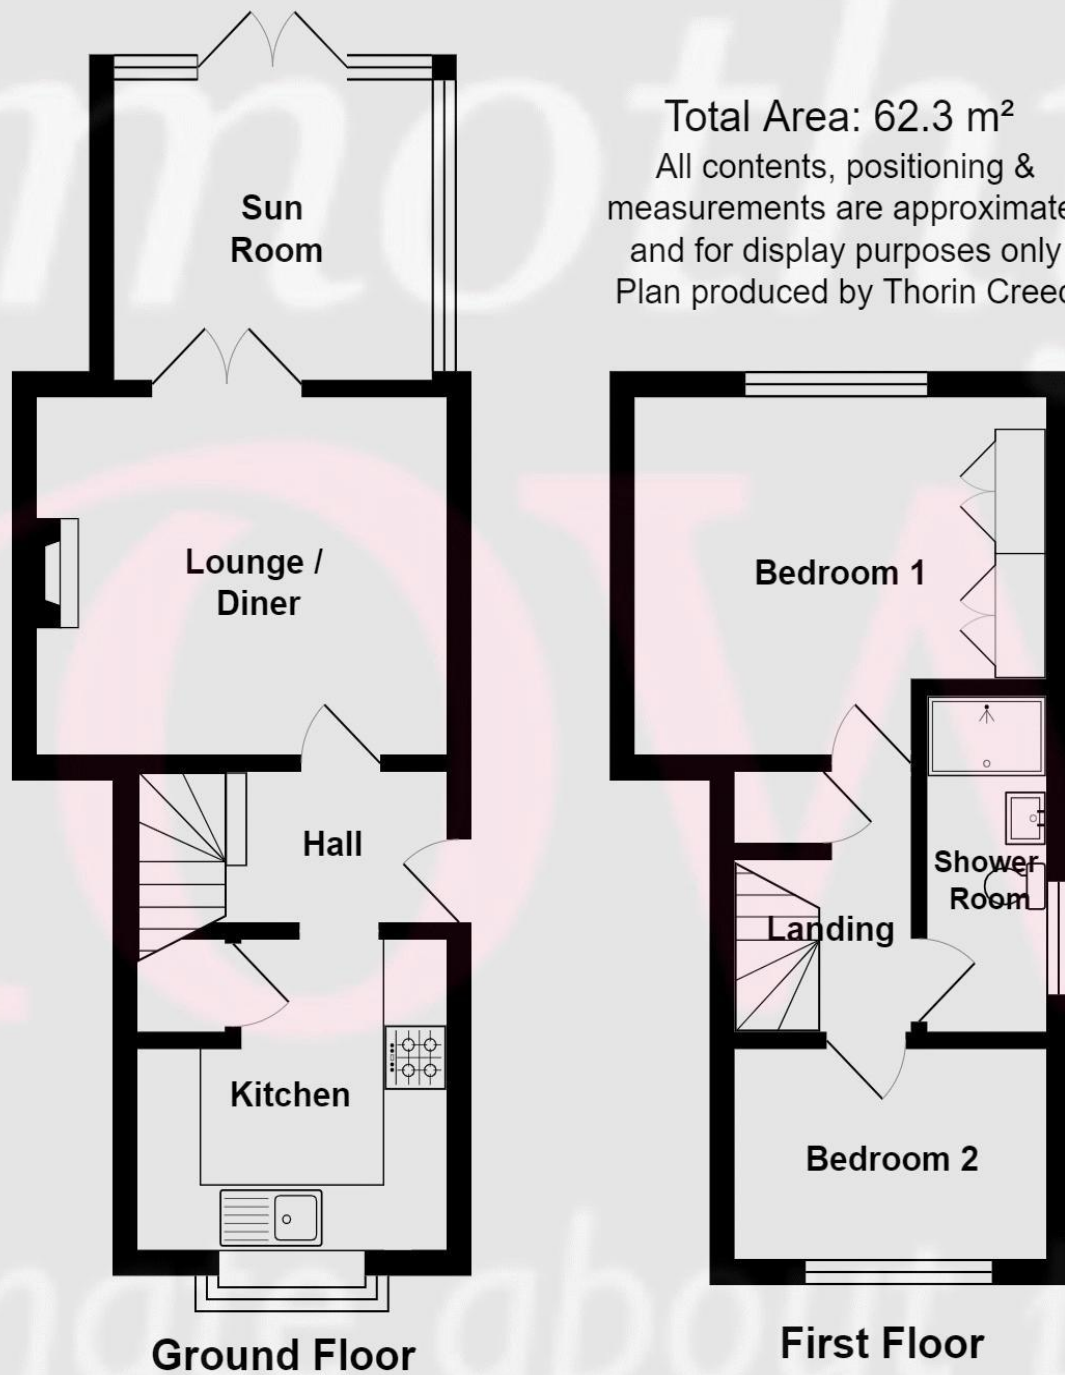 Total Area: 62.3 m²
All contents, positioning &
measurements are approximate
and for display purposes only
Plan produced by Thorin Creed
Sun
Room
Lounge /
Diner
Hall
Kitchen
Ground Floor
Bedroom 1
Shower
Room
Landing
Bedroom 2
First Floor
about